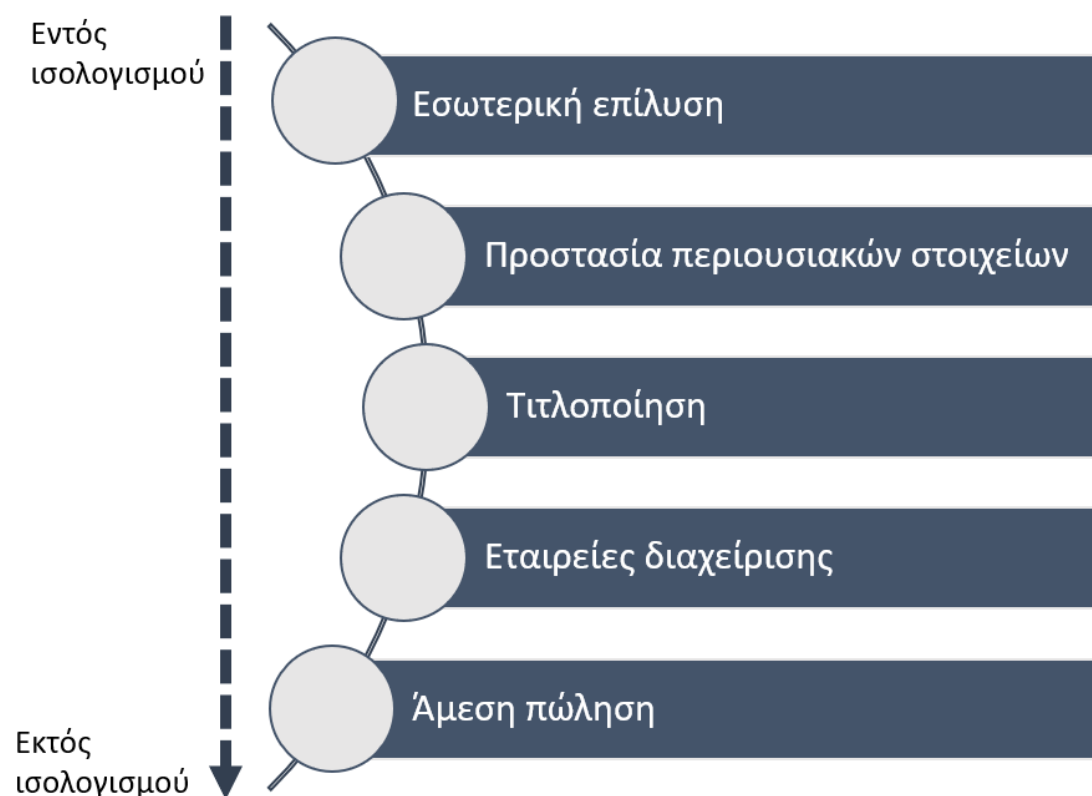 Εντός
ισολογισμού
Εσωτερική επίλυση
Προστασία περιουσιακών στοιχείων
Τιτλοποίηση
Εταιρείες διαχείρισης
Άμεση πώληση
Εκτός
ισολογισμού